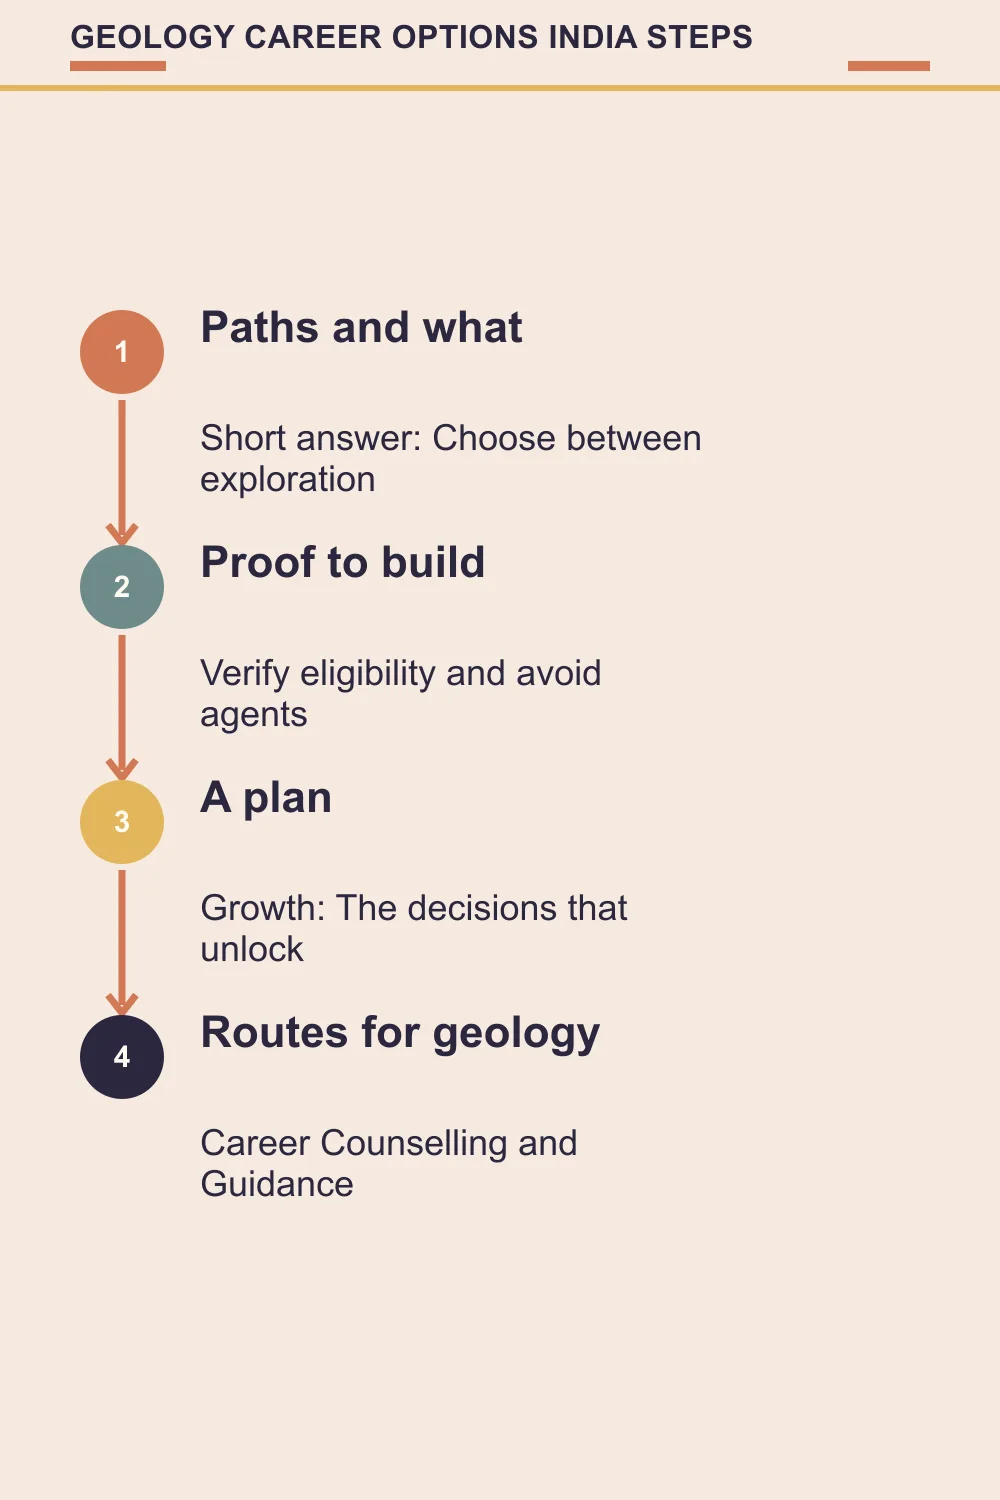 GEOLOGY CAREER OPTIONS INDIA STEPS
1
Paths and what
Short answer: Choose between
exploration
2
Proof to build
Verify eligibility and avoid
agents
3
A plan
Growth: The decisions that
unlock
4
Routes for geology
Career Counselling and
Guidance